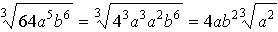 ∛(64a⁵b⁶) = ∛(4³a³a²b⁶) = 4ab² ∛(a²)